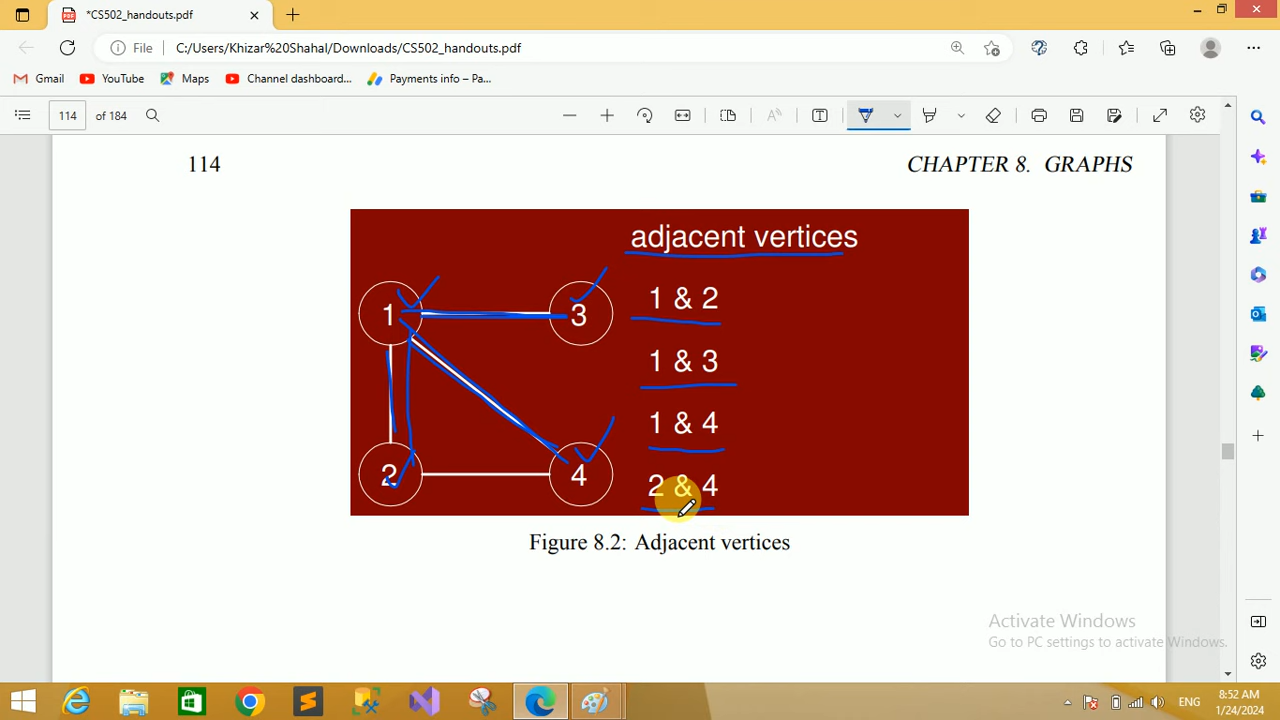 *CS502_handouts.pdf
File C:/Users/Khizar%20Shahal/Downloads/CS502_handouts.pdf
Gmail YouTube Maps Channel dashboard... Payments info – Pa...
114 of 184
114 CHAPTER 8. GRAPHS
adjacent vertices
1 3
1 & 2
1 & 3
1 & 4
2 4
2 & 4
Figure 8.2: Adjacent vertices
Activate Windows
Go to PC settings to activate Windows.
ENG
8:52 AM
1/24/2024